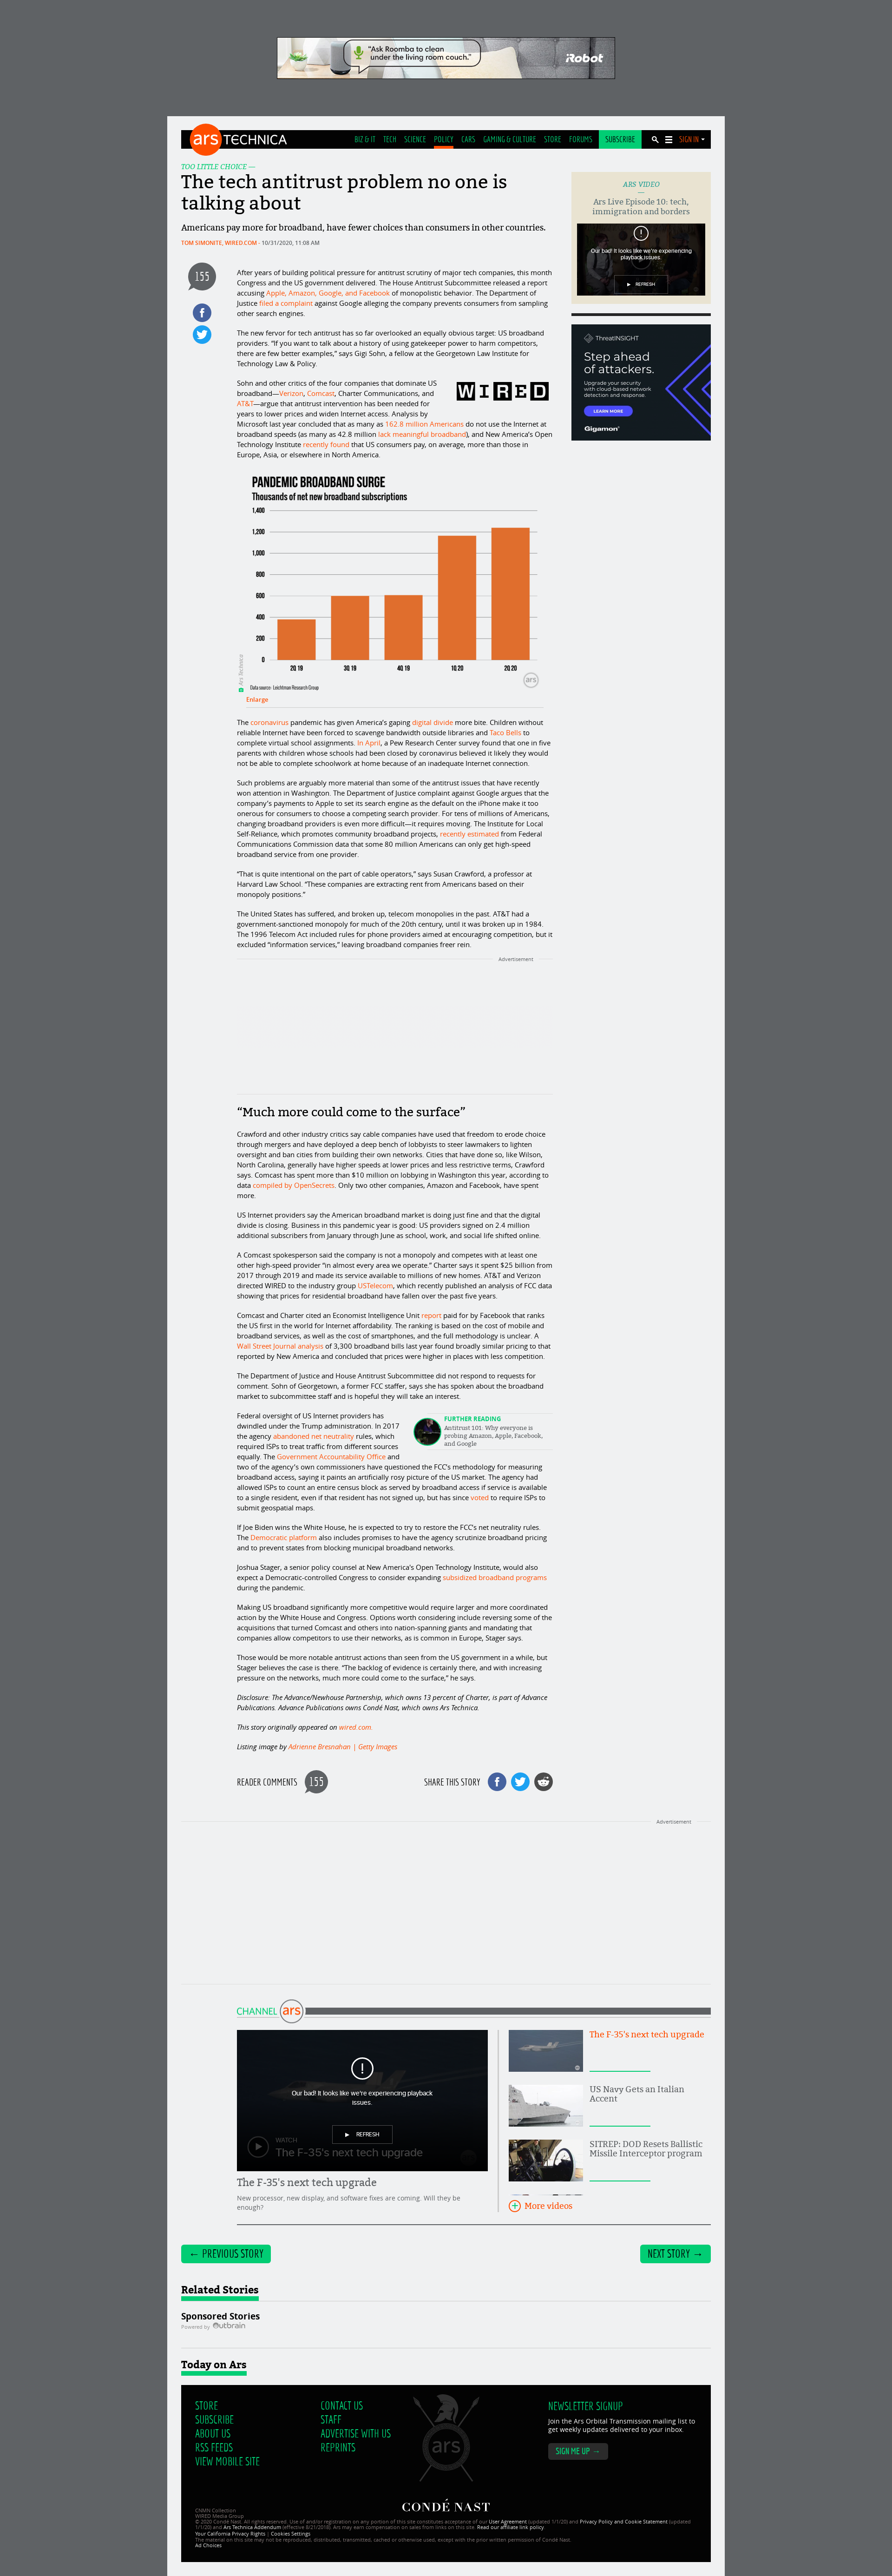 "Ask Roomba to clean
under the living room couch."
iRobot
ars TECHNICA
BIZ & IT TECH SCIENCE POLICY CARS GAMING & CULTURE STORE FORUMS SUBSCRIBE SIGN IN
TOO LITTLE CHOICE —
The tech antitrust problem no one is
talking about
Americans pay more for broadband, have fewer choices than consumers in other countries.
TOM SIMONITE, WIRED.COM - 10/31/2020, 11:08 AM
155
After years of building political pressure for antitrust scrutiny of major tech companies, this month
Congress and the US government delivered. The House Antitrust Subcommittee released a report
accusing Apple, Amazon, Google, and Facebook of monopolistic behavior. The Department of
Justice filed a complaint against Google alleging the company prevents consumers from sampling
other search engines.
The new fervor for tech antitrust has so far overlooked an equally obvious target: US broadband
providers. "If you want to talk about a history of using gatekeeper power to harm competitors,
there are few better examples," says Gigi Sohn, a fellow at the Georgetown Law Institute for
Technology Law & Policy.
Sohn and other critics of the four companies that dominate US
broadband—Verizon, Comcast, Charter Communications, and
AT&T—argue that antitrust intervention has been needed for
years to lower prices and widen Internet access. Analysis by
Microsoft last year concluded that as many as 162.8 million Americans do not use the Internet at
broadband speeds (as many as 42.8 million lack meaningful broadband), and New America's Open
Technology Institute recently found that US consumers pay, on average, more than those in
Europe, Asia, or elsewhere in North America.
WIRED
PANDEMIC BROADBAND SURGE
Thousands of net new broadband subscriptions
1,400
1,200
1,000
800
600
400
200
0
2Q 19 3Q 19 4Q 19 1Q 20 2Q 20
Data source: Leichtman Research Group
ars
Ars Technica
Enlarge
The coronavirus pandemic has given America's gaping digital divide more bite. Children without
reliable Internet have been forced to scavenge bandwidth outside libraries and Taco Bells to
complete virtual school assignments. In April, a Pew Research Center survey found that one in five
parents with children whose schools had been closed by coronavirus believed it likely they would
not be able to complete schoolwork at home because of an inadequate Internet connection.
Such problems are arguably more material than some of the antitrust issues that have recently
won attention in Washington. The Department of Justice complaint against Google argues that the
company's payments to Apple to set its search engine as the default on the iPhone make it too
onerous for consumers to choose a competing search provider. For tens of millions of Americans,
changing broadband providers is even more difficult—it requires moving. The Institute for Local
Self-Reliance, which promotes community broadband projects, recently estimated from Federal
Communications Commission data that some 80 million Americans can only get high-speed
broadband service from one provider.
"That is quite intentional on the part of cable operators," says Susan Crawford, a professor at
Harvard Law School. "These companies are extracting rent from Americans based on their
monopoly positions."
The United States has suffered, and broken up, telecom monopolies in the past. AT&T had a
government-sanctioned monopoly for much of the 20th century, until it was broken up in 1984.
The 1996 Telecom Act included rules for phone providers aimed at encouraging competition, but it
excluded "information services," leaving broadband companies freer rein.
Advertisement
"Much more could come to the surface"
Crawford and other industry critics say cable companies have used that freedom to erode choice
through mergers and have deployed a deep bench of lobbyists to steer lawmakers to lighten
oversight and ban cities from building their own networks. Cities that have done so, like Wilson,
North Carolina, generally have higher speeds at lower prices and less restrictive terms, Crawford
says. Comcast has spent more than $10 million on lobbying in Washington this year, according to
data compiled by OpenSecrets. Only two other companies, Amazon and Facebook, have spent
more.
US Internet providers say the American broadband market is doing just fine and that the digital
divide is closing. Business in this pandemic year is good: US providers signed on 2.4 million
additional subscribers from January through June as school, work, and social life shifted online.
A Comcast spokesperson said the company is not a monopoly and competes with at least one
other high-speed provider "in almost every area we operate." Charter says it spent $25 billion from
2017 through 2019 and made its service available to millions of new homes. AT&T and Verizon
directed WIRED to the industry group USTelecom, which recently published an analysis of FCC data
showing that prices for residential broadband have fallen over the past five years.
Comcast and Charter cited an Economist Intelligence Unit report paid for by Facebook that ranks
the US first in the world for Internet affordability. The ranking is based on the cost of mobile and
broadband services, as well as the cost of smartphones, and the full methodology is unclear. A
Wall Street Journal analysis of 3,300 broadband bills last year found broadly similar pricing to that
reported by New America and concluded that prices were higher in places with less competition.
The Department of Justice and House Antitrust Subcommittee did not respond to requests for
comment. Sohn of Georgetown, a former FCC staffer, says she has spoken about the broadband
market to subcommittee staff and is hopeful they will take an interest.
Federal oversight of US Internet providers has
dwindled under the Trump administration. In 2017
the agency abandoned net neutrality rules, which
required ISPs to treat traffic from different sources
equally. The Government Accountability Office and
two of the agency's own commissioners have questioned the FCC's methodology for measuring
broadband access, saying it paints an artificially rosy picture of the US market. The agency had
allowed ISPs to count an entire census block as served by broadband access if service is available
to a single resident, even if that resident has not signed up, but has since voted to require ISPs to
submit geospatial maps.
FURTHER READING
Antitrust 101: Why everyone is
probing Amazon, Apple, Facebook,
and Google
If Joe Biden wins the White House, he is expected to try to restore the FCC's net neutrality rules.
The Democratic platform also includes promises to have the agency scrutinize broadband pricing
and to prevent states from blocking municipal broadband networks.
Joshua Stager, a senior policy counsel at New America's Open Technology Institute, would also
expect a Democratic-controlled Congress to consider expanding subsidized broadband programs
during the pandemic.
Making US broadband significantly more competitive would require larger and more coordinated
action by the White House and Congress. Options worth considering include reversing some of the
acquisitions that turned Comcast and others into nation-spanning giants and mandating that
companies allow competitors to use their networks, as is common in Europe, Stager says.
Those would be more notable antitrust actions than seen from the US government in a while, but
Stager believes the case is there. "The backlog of evidence is certainly there, and with increasing
pressure on the networks, much more could come to the surface," he says.
Disclosure: The Advance/Newhouse Partnership, which owns 13 percent of Charter, is part of Advance
Publications. Advance Publications owns Condé Nast, which owns Ars Technica.
This story originally appeared on wired.com.
Listing image by Adrienne Bresnahan | Getty Images
READER COMMENTS 155
SHARE THIS STORY
ARS VIDEO
Ars Live Episode 10: tech,
immigration and borders
Our bad! It looks like we're experiencing
playback issues.
REFRESH
ThreatINSIGHT
Step ahead
of attackers.
Upgrade your security
with cloud-based network
detection and response.
LEARN MORE
Gigamon
Advertisement
CHANNEL ars
Our bad! It looks like we're experiencing playback
issues.
REFRESH
WATCH
The F-35's next tech upgrade
The F-35's next tech upgrade
New processor, new display, and software fixes are coming. Will they be
enough?
The F-35's next tech upgrade
US Navy Gets an Italian
Accent
SITREP: DOD Resets Ballistic
Missile Interceptor program
More videos
← PREVIOUS STORY
NEXT STORY →
Related Stories
Sponsored Stories
Powered by Outbrain
Today on Ars
STORE
SUBSCRIBE
ABOUT US
RSS FEEDS
VIEW MOBILE SITE
CONTACT US
STAFF
ADVERTISE WITH US
REPRINTS
ars
NEWSLETTER SIGNUP
Join the Ars Orbital Transmission mailing list to
get weekly updates delivered to your inbox.
SIGN ME UP →
CONDÉ NAST
CNMN Collection
WIRED Media Group
© 2020 Condé Nast. All rights reserved. Use of and/or registration on any portion of this site constitutes acceptance of our User Agreement (updated 1/1/20) and Privacy Policy and Cookie Statement (updated
1/1/20) and Ars Technica Addendum (effective 8/21/2018). Ars may earn compensation on sales from links on this site. Read our affiliate link policy.
Your California Privacy Rights | Cookies Settings
The material on this site may not be reproduced, distributed, transmitted, cached or otherwise used, except with the prior written permission of Condé Nast.
Ad Choices